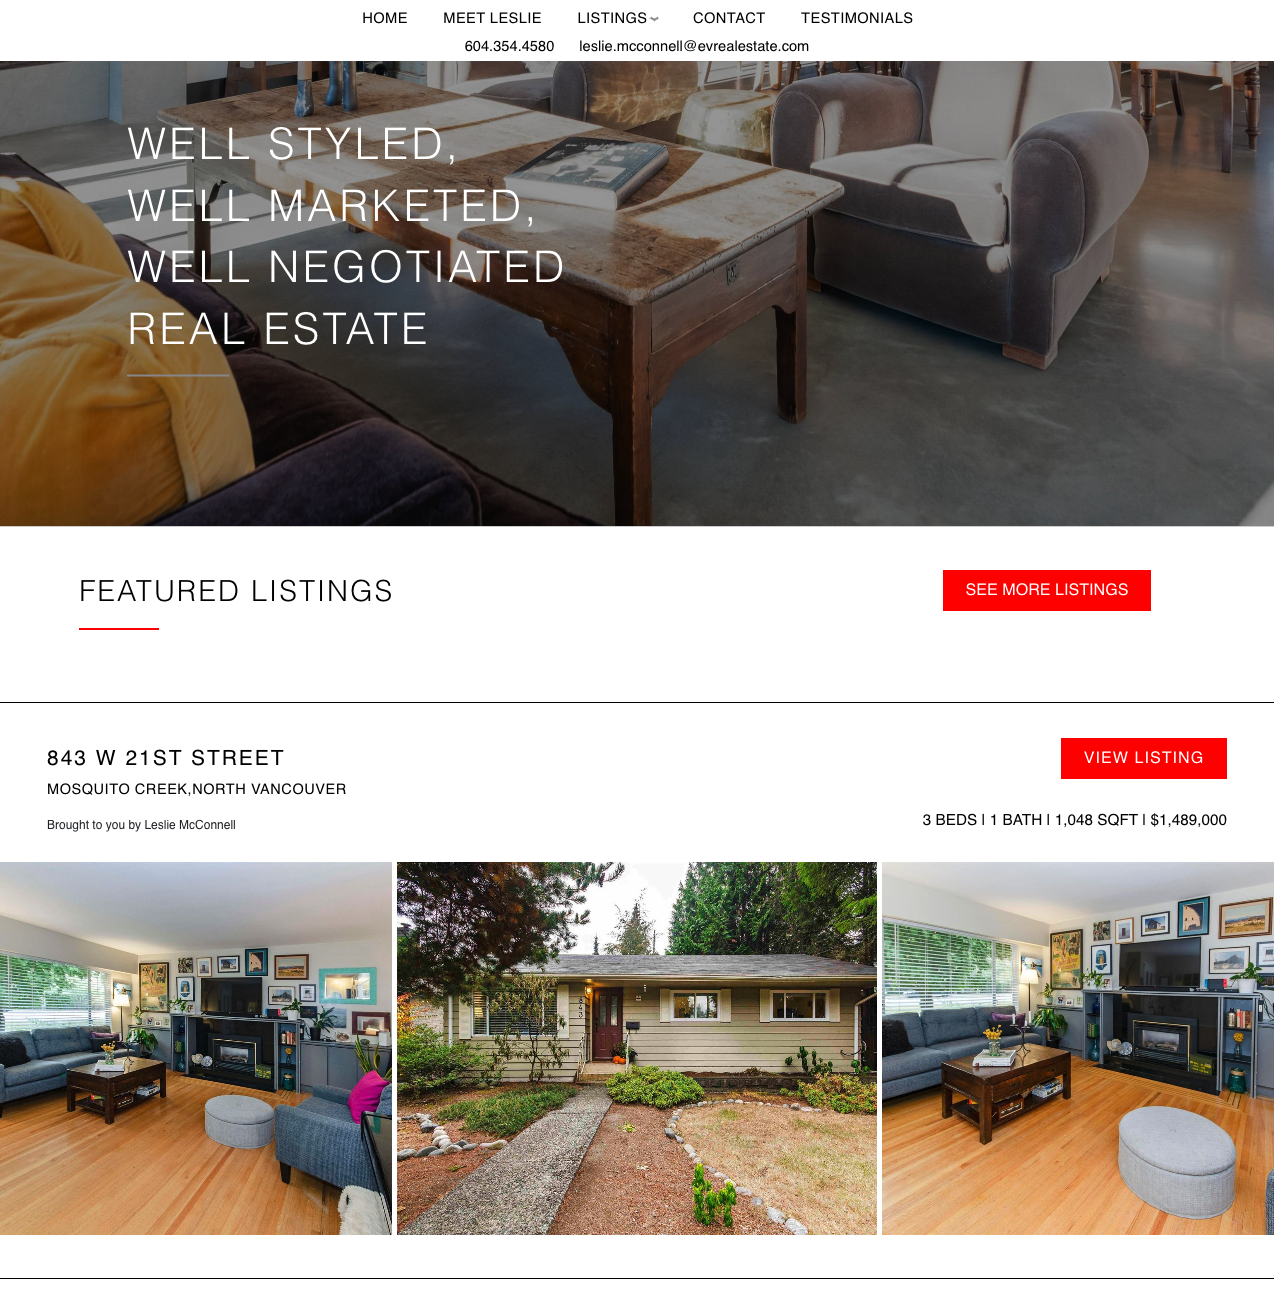 HOME MEET LESLIE LISTINGS CONTACT TESTIMONIALS
604.354.4580 leslie.mcconnell@evrealestate.com
WELL STYLED,
WELL MARKETED,
WELL NEGOTIATED
REAL ESTATE
FEATURED LISTINGS
SEE MORE LISTINGS
843 W 21ST STREET
VIEW LISTING
MOSQUITO CREEK,NORTH VANCOUVER
Brought to you by Leslie McConnell
3 BEDS | 1 BATH | 1,048 SQFT | $1,489,000
843